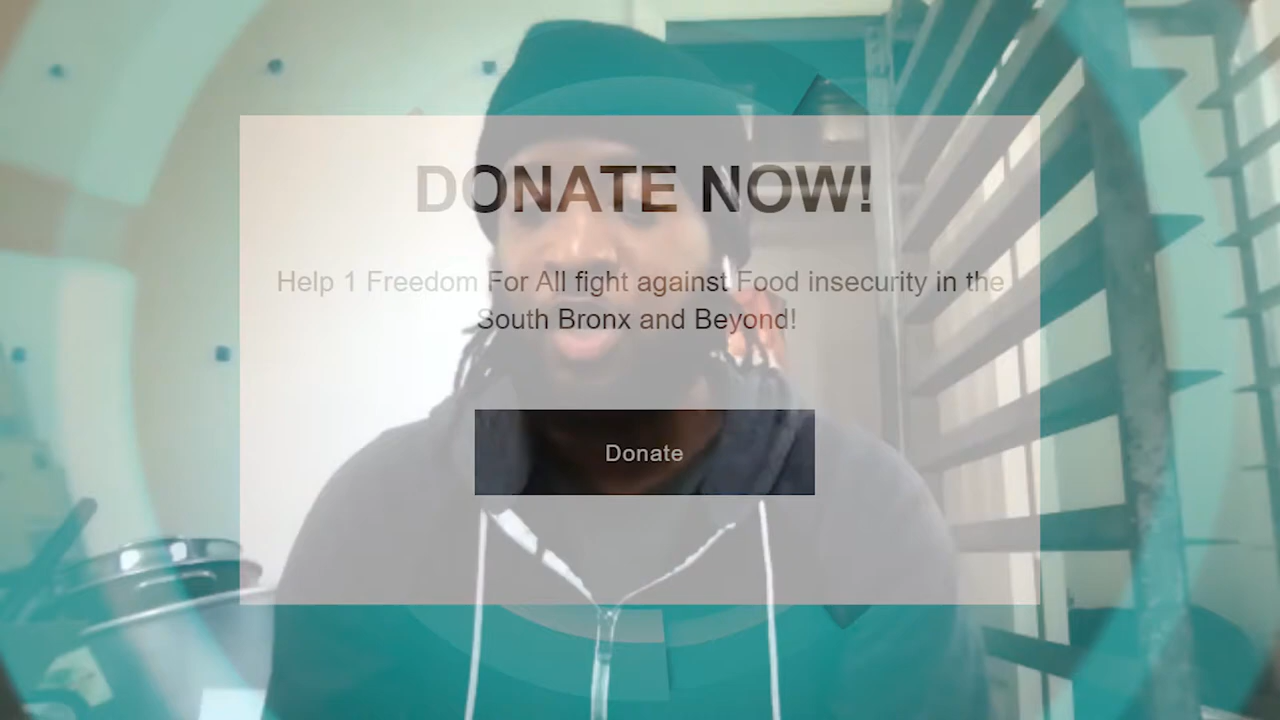 DONATE NOW!
Help 1 Freedom For All fight against Food insecurity in the
South Bronx and Beyond!
Donate